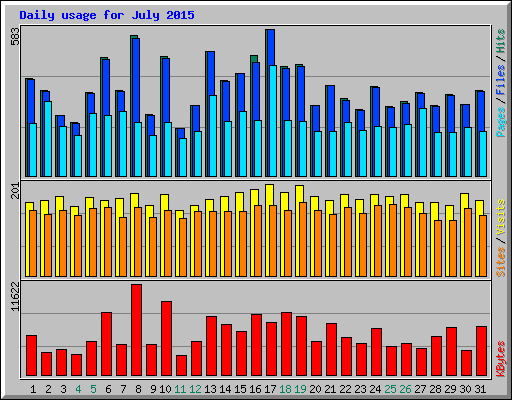 Daily usage for July 2015
583
Pages / Files / Hits
201
Sites / Visits
11622
KBytes
1 2 3 4 5 6 7 8 9 10 11 12 13 14 15 16 17 18 19 20 21 22 23 24 25 26 27 28 29 30 31